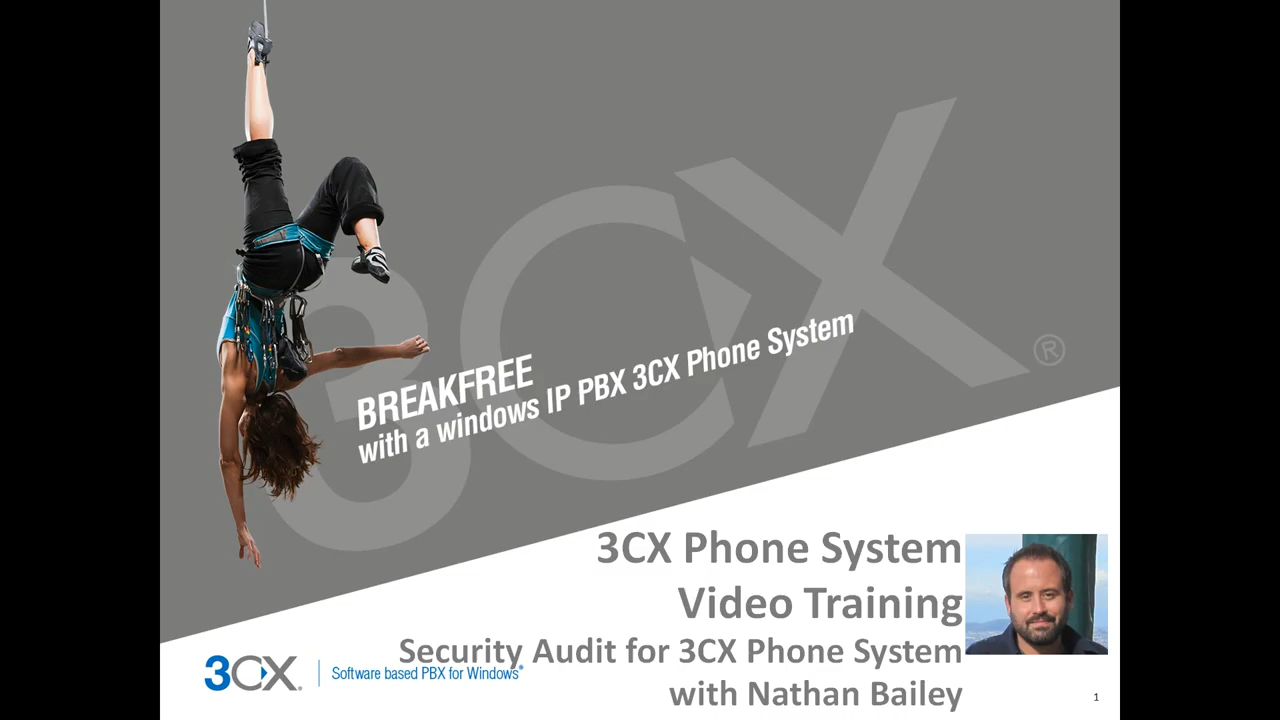 3CX®
BREAKFREE
with a windows IP PBX 3CX Phone System
3CX Phone System
Video Training
Security Audit for 3CX Phone System
with Nathan Bailey
3CX® Software based PBX for Windows®
1